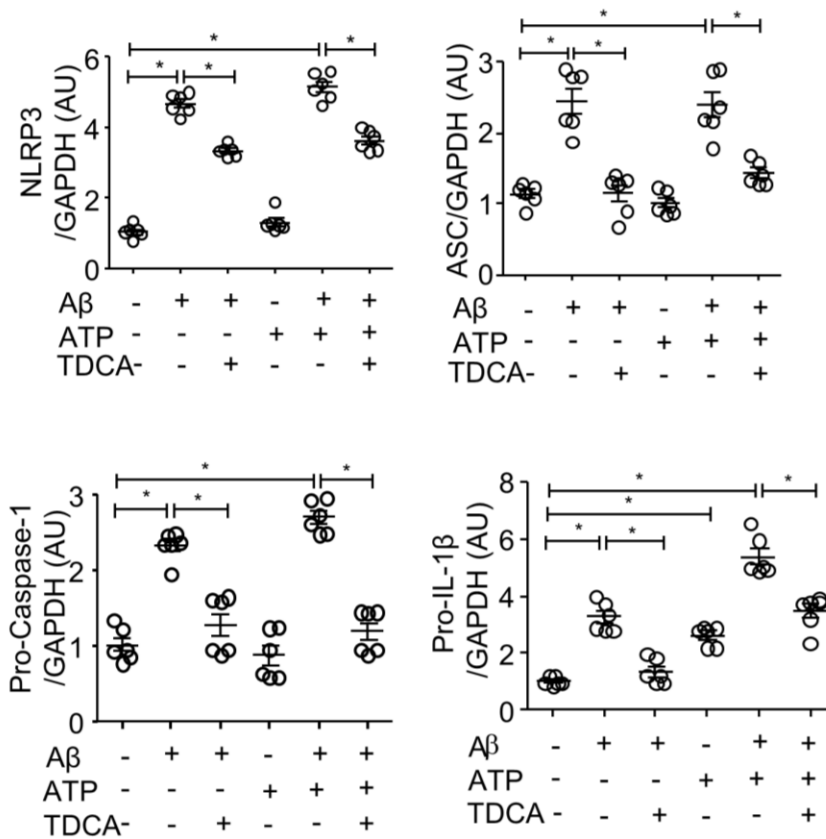 * *
* * * *
* * *
NLRP3
/GAPDH (AU)
6
4
2
0
Aβ - + + - + +
ATP - - - + + +
TDCA - - + - - +
ASC/GAPDH (AU)
3
2
1
0
Aβ - + + - + +
ATP - - - + + +
TDCA - - + - - +
*
* * *
Pro-Caspase-1
/GAPDH (AU)
3
2
1
0
Aβ - + + - + +
ATP - - - + + +
TDCA - - + - - +
*
* *
* *
Pro-IL-1β
/GAPDH (AU)
8
6
4
2
0
Aβ - + + - + +
ATP - - - + + +
TDCA - - + - - +